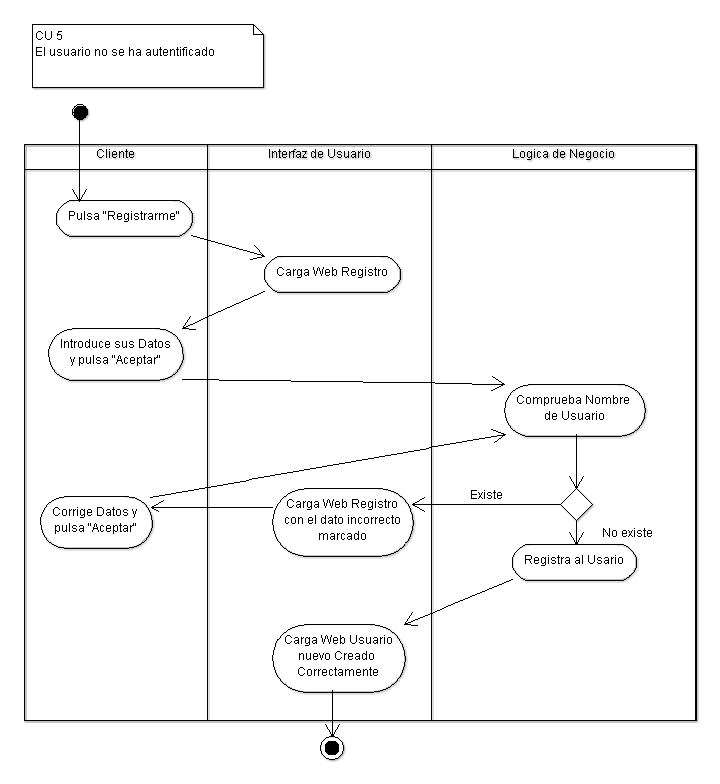 CU 5
El usuario no se ha autentificado
Cliente
Interfaz de Usuario
Logica de Negocio
Pulsa "Registrarme"
Carga Web Registro
Introduce sus Datos
y pulsa "Aceptar"
Comprueba Nombre
de Usuario
Existe
Corrige Datos y
pulsa "Aceptar"
Carga Web Registro
con el dato incorrecto
marcado
No existe
Registra al Usario
Carga Web Usuario
nuevo Creado
Correctamente